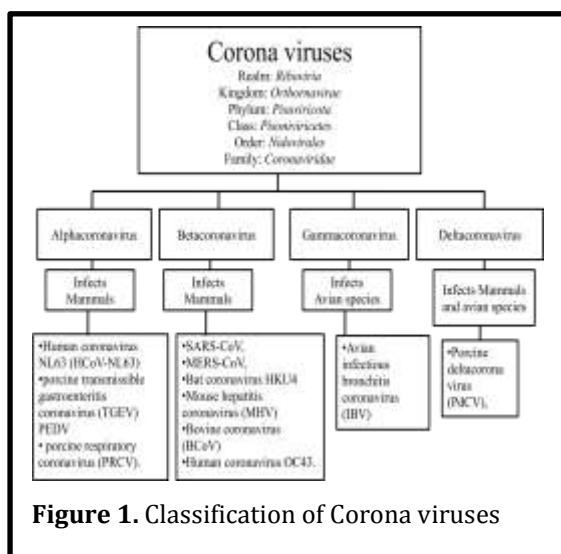 Corona viruses
Realm: Riboviria
Kingdom: Orthornavirae
Phylum: Pisuviricota
Class: Pisoniviricetes
Order: Nidovirales
Family: Coronaviridae
Alphacoronavirus
Betacoronavirus
Gammacoronavirus
Deltacoronavirus
Infects
Mammals
Infects
Mammals
Infects
Avian species
Infects Mammals
and avian species
•Human coronavirus
NL63 (HCoV-NL63)
•porcine transmissible
gastroenteritis
coronavirus (TGEV)
PEDV
• porcine respiratory
coronavirus (PRCV).
•SARS-CoV,
•MERS-CoV,
•Bat coronavirus HKU4
•Mouse hepatitis
coronavirus (MHV)
•Bovine coronavirus
(BCoV)
•Human coronavirus OC43.
•Avian
infectious
bronchitis
coronavirus
(IBV)
•Porcine
deltacorona
virus
(PdCV),
Figure 1. Classification of Corona viruses